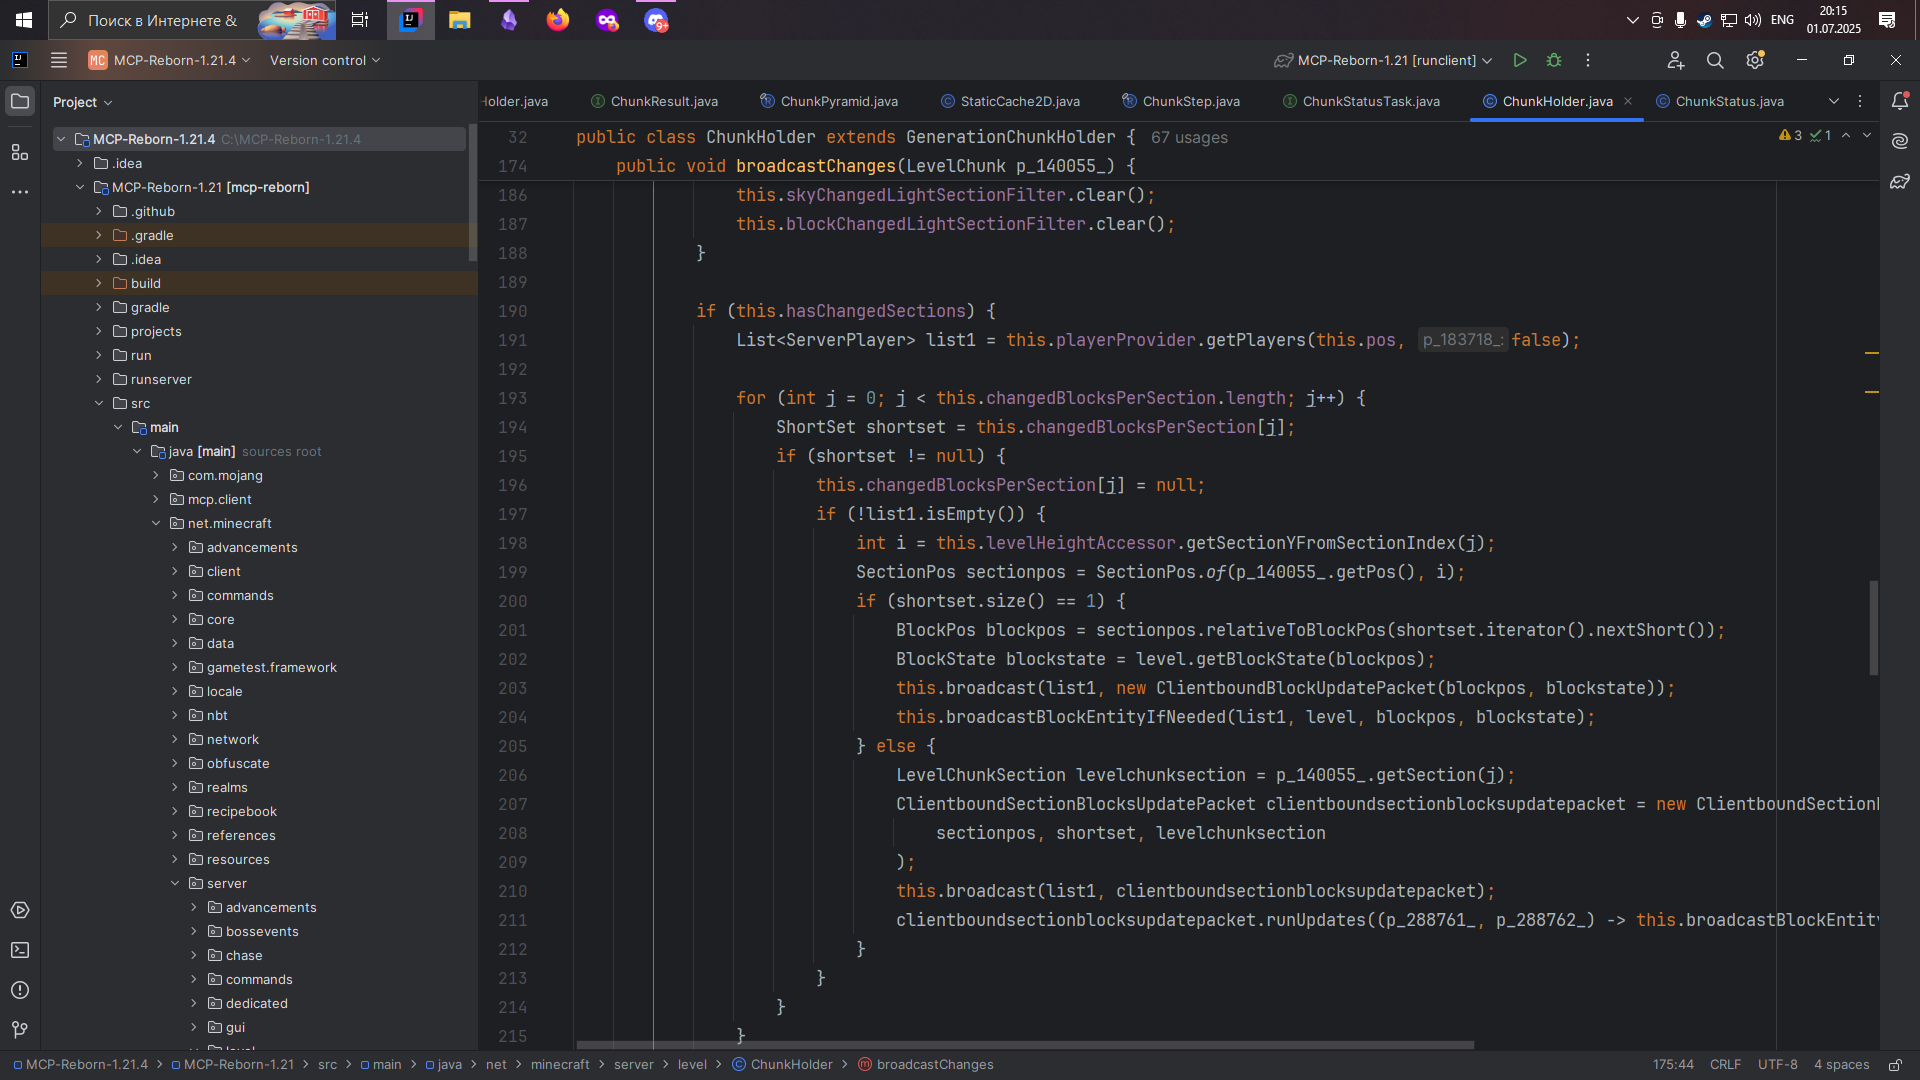 Поиск в Интернете &
9+
ENG
20:15
01.07.2025
MC
MCP-Reborn-1.21.4
Version control
MCP-Reborn-1.21 [runclient]
Project
Holder.java
ChunkResult.java
ChunkPyramid.java
StaticCache2D.java
ChunkStep.java
ChunkStatusTask.java
ChunkHolder.java
ChunkStatus.java
MCP-Reborn-1.21.4 C:\MCP-Reborn-1.21.4
.idea
MCP-Reborn-1.21 [mcp-reborn]
.github
.gradle
.idea
build
gradle
projects
run
runserver
src
main
java [main] sources root
com.mojang
mcp.client
net.minecraft
advancements
client
commands
core
data
gametest.framework
locale
nbt
network
obfuscate
realms
recipebook
references
resources
server
advancements
bossevents
chase
commands
dedicated
gui
level
3 1
32 public class ChunkHolder extends GenerationChunkHolder { 67 usages
174 public void broadcastChanges(LevelChunk p_140055_) {
186 this.skyChangedLightSectionFilter.clear();
187 this.blockChangedLightSectionFilter.clear();
188 }
189
190 if (this.hasChangedSections) {
191 List<ServerPlayer> list1 = this.playerProvider.getPlayers(this.pos, p_183718_: false);
192
193 for (int j = 0; j < this.changedBlocksPerSection.length; j++) {
194 ShortSet shortset = this.changedBlocksPerSection[j];
195 if (shortset != null) {
196 this.changedBlocksPerSection[j] = null;
197 if (!list1.isEmpty()) {
198 int i = this.levelHeightAccessor.getSectionYFromSectionIndex(j);
199 SectionPos sectionpos = SectionPos.of(p_140055_.getPos(), i);
200 if (shortset.size() == 1) {
201 BlockPos blockpos = sectionpos.relativeToBlockPos(shortset.iterator().nextShort());
202 BlockState blockstate = level.getBlockState(blockpos);
203 this.broadcast(list1, new ClientboundBlockUpdatePacket(blockpos, blockstate));
204 this.broadcastBlockEntityIfNeeded(list1, level, blockpos, blockstate);
205 } else {
206 LevelChunkSection levelchunksection = p_140055_.getSection(j);
207 ClientboundSectionBlocksUpdatePacket clientboundsectionblocksupdatepacket = new ClientboundSection
208 sectionpos, shortset, levelchunksection
209 );
210 this.broadcast(list1, clientboundsectionblocksupdatepacket);
211 clientboundsectionblocksupdatepacket.runUpdates((p_288761_, p_288762_) -> this.broadcastBlockEntity
212 }
213 }
214 }
215 }
MCP-Reborn-1.21.4 > MCP-Reborn-1.21 > src > main > java > net > minecraft > server > level > ChunkHolder > broadcastChanges
175:44 CRLF UTF-8 4 spaces